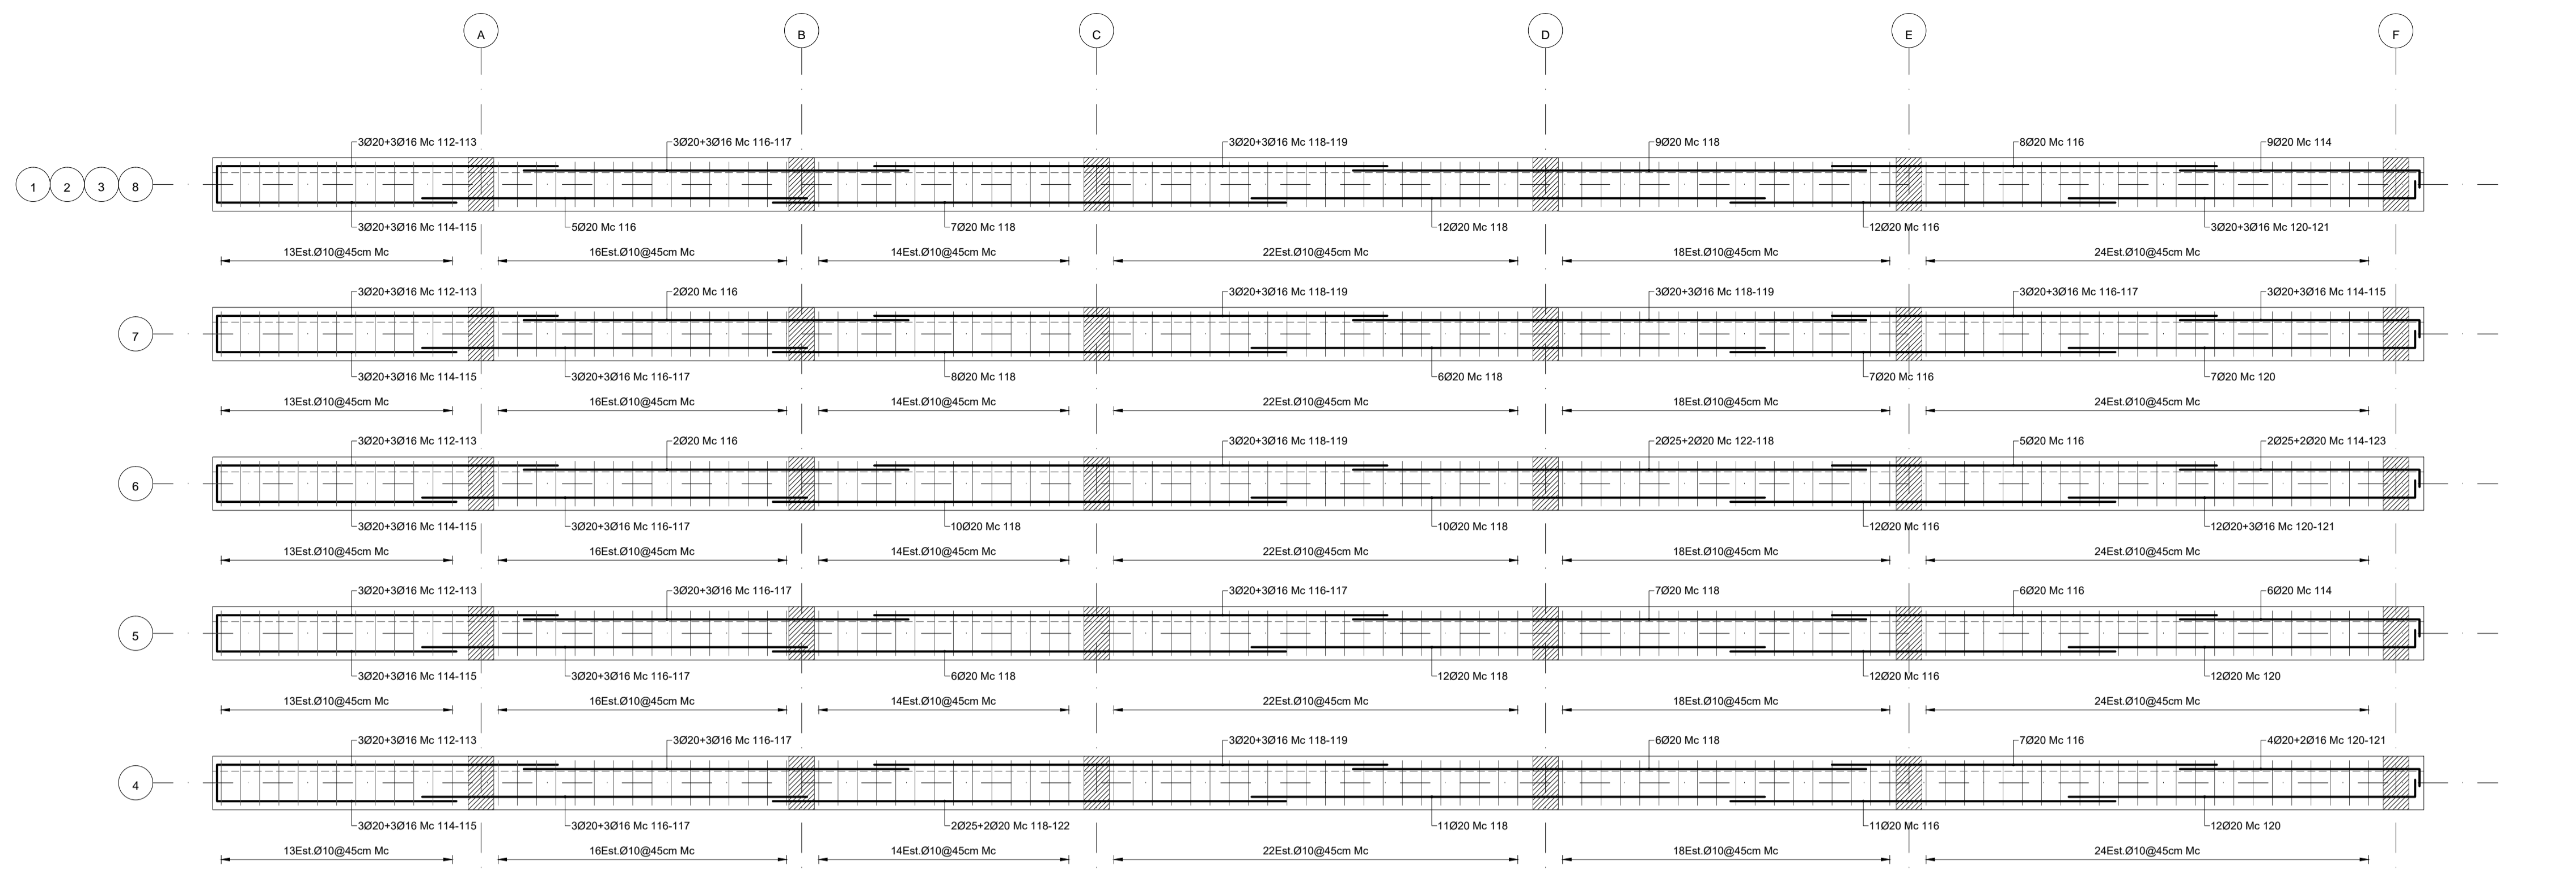 A B C D E F
3Ø20+3Ø16 Mc 112-113 3Ø20+3Ø16 Mc 116-117 3Ø20+3Ø16 Mc 118-119 9Ø20 Mc 118 8Ø20 Mc 116 9Ø20 Mc 114
1 2 3 8
3Ø20+3Ø16 Mc 114-115 5Ø20 Mc 116 7Ø20 Mc 118 12Ø20 Mc 118 12Ø20 Mc 116 3Ø20+3Ø16 Mc 120-121
13Est.Ø10@45cm Mc 16Est.Ø10@45cm Mc 14Est.Ø10@45cm Mc 22Est.Ø10@45cm Mc 18Est.Ø10@45cm Mc 24Est.Ø10@45cm Mc
3Ø20+3Ø16 Mc 112-113 2Ø20 Mc 116 3Ø20+3Ø16 Mc 118-119 3Ø20+3Ø16 Mc 118-119 3Ø20+3Ø16 Mc 116-117 3Ø20+3Ø16 Mc 114-115
7
3Ø20+3Ø16 Mc 114-115 3Ø20+3Ø16 Mc 116-117 8Ø20 Mc 118 6Ø20 Mc 118 7Ø20 Mc 116 7Ø20 Mc 120
13Est.Ø10@45cm Mc 16Est.Ø10@45cm Mc 14Est.Ø10@45cm Mc 22Est.Ø10@45cm Mc 18Est.Ø10@45cm Mc 24Est.Ø10@45cm Mc
3Ø20+3Ø16 Mc 112-113 2Ø20 Mc 116 3Ø20+3Ø16 Mc 118-119 2Ø25+2Ø20 Mc 122-118 5Ø20 Mc 116 2Ø25+2Ø20 Mc 114-123
6
3Ø20+3Ø16 Mc 114-115 3Ø20+3Ø16 Mc 116-117 10Ø20 Mc 118 10Ø20 Mc 118 12Ø20 Mc 116 12Ø20+3Ø16 Mc 120-121
13Est.Ø10@45cm Mc 16Est.Ø10@45cm Mc 14Est.Ø10@45cm Mc 22Est.Ø10@45cm Mc 18Est.Ø10@45cm Mc 24Est.Ø10@45cm Mc
3Ø20+3Ø16 Mc 112-113 3Ø20+3Ø16 Mc 116-117 3Ø20+3Ø16 Mc 116-117 7Ø20 Mc 118 6Ø20 Mc 116 6Ø20 Mc 114
5
3Ø20+3Ø16 Mc 114-115 3Ø20+3Ø16 Mc 116-117 6Ø20 Mc 118 12Ø20 Mc 118 12Ø20 Mc 116 12Ø20 Mc 120
13Est.Ø10@45cm Mc 16Est.Ø10@45cm Mc 14Est.Ø10@45cm Mc 22Est.Ø10@45cm Mc 18Est.Ø10@45cm Mc 24Est.Ø10@45cm Mc
3Ø20+3Ø16 Mc 112-113 3Ø20+3Ø16 Mc 116-117 3Ø20+3Ø16 Mc 118-119 6Ø20 Mc 118 7Ø20 Mc 116 4Ø20+2Ø16 Mc 120-121
4
3Ø20+3Ø16 Mc 114-115 3Ø20+3Ø16 Mc 116-117 2Ø25+2Ø20 Mc 118-122 11Ø20 Mc 118 11Ø20 Mc 116 12Ø20 Mc 120
13Est.Ø10@45cm Mc 16Est.Ø10@45cm Mc 14Est.Ø10@45cm Mc 22Est.Ø10@45cm Mc 18Est.Ø10@45cm Mc 24Est.Ø10@45cm Mc